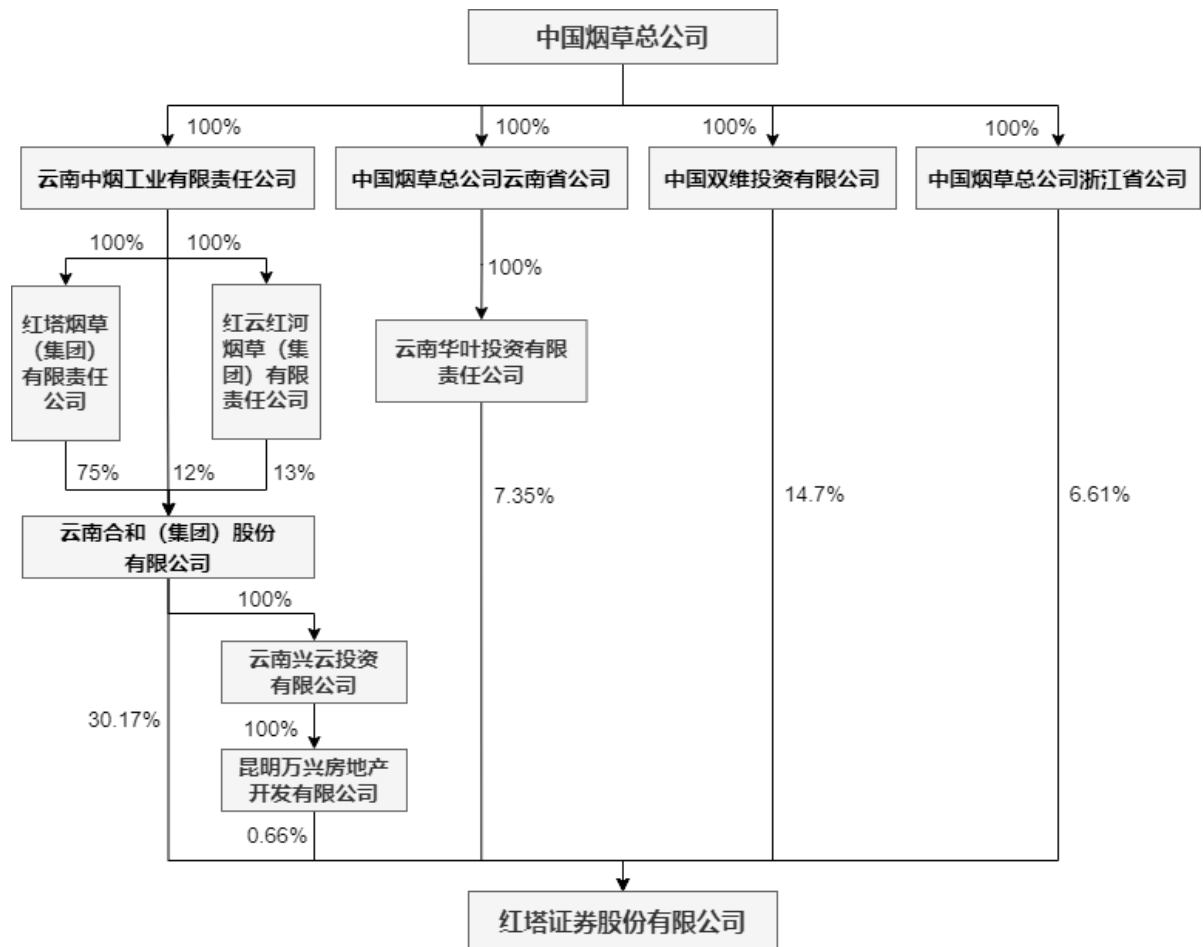 中国烟草总公司
100%
100%
100%
100%
云南中烟工业有限责任公司
中国烟草总公司云南省公司
中国双维投资有限公司
中国烟草总公司浙江省公司
100%
100%
100%
红塔烟草
（集团）
有限责任
公司
红云红河
烟草（集
团）有限
责任公司
云南华叶投资有限
责任公司
75%
12%
13%
7.35%
14.7%
6.61%
云南合和（集团）股份
有限公司
100%
云南兴云投资
有限公司
30.17%
100%
昆明万兴房地产
开发有限公司
0.66%
红塔证券股份有限公司